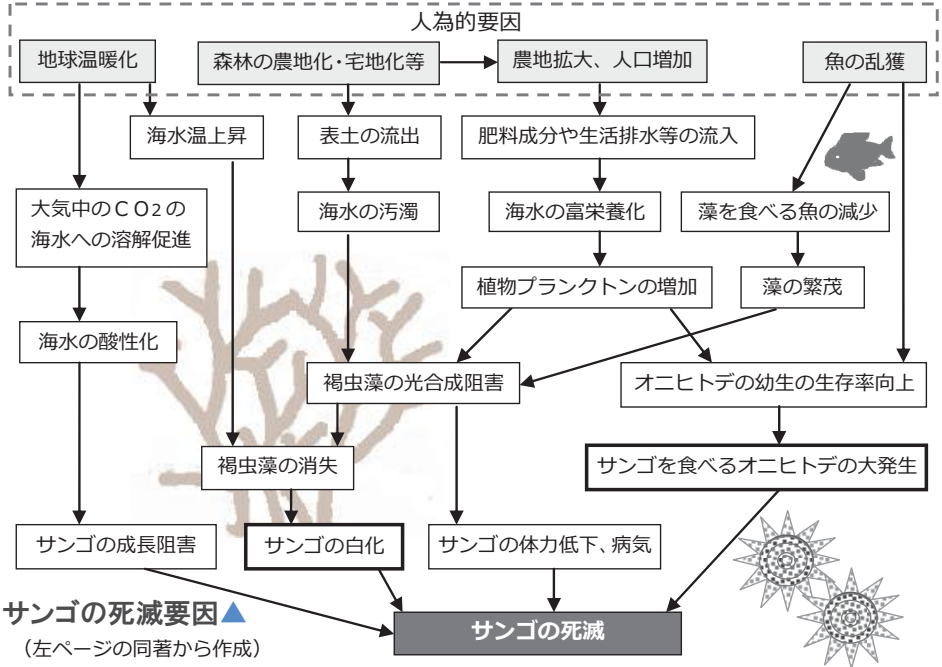 人為的要因
地球温暖化
森林の農地化・宅地化等
農地拡大、人口増加
魚の乱獲
海水温上昇
表土の流出
肥料成分や生活排水等の流入
大気中のCO2の
海水への溶解促進
海水の汚濁
海水の富栄養化
藻を食べる魚の減少
植物プランクトンの増加
藻の繁茂
海水の酸性化
褐虫藻の光合成阻害
オニヒトデの幼生の生存率向上
褐虫藻の消失
サンゴを食べるオニヒトデの大発生
サンゴの成長阻害
サンゴの白化
サンゴの体力低下、病気
サンゴの死滅要因▲
(左ページの同著から作成)
サンゴの死滅